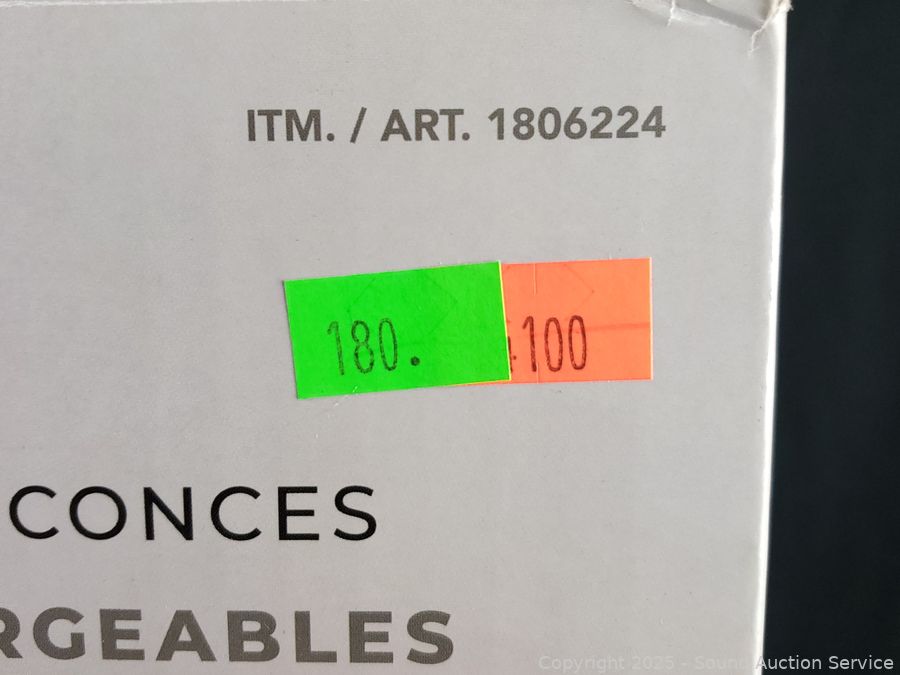 ITM. / ART. 1806224
180. 100
CONCES
RGEABLES
Copyright 2025 - Sound Auction Service